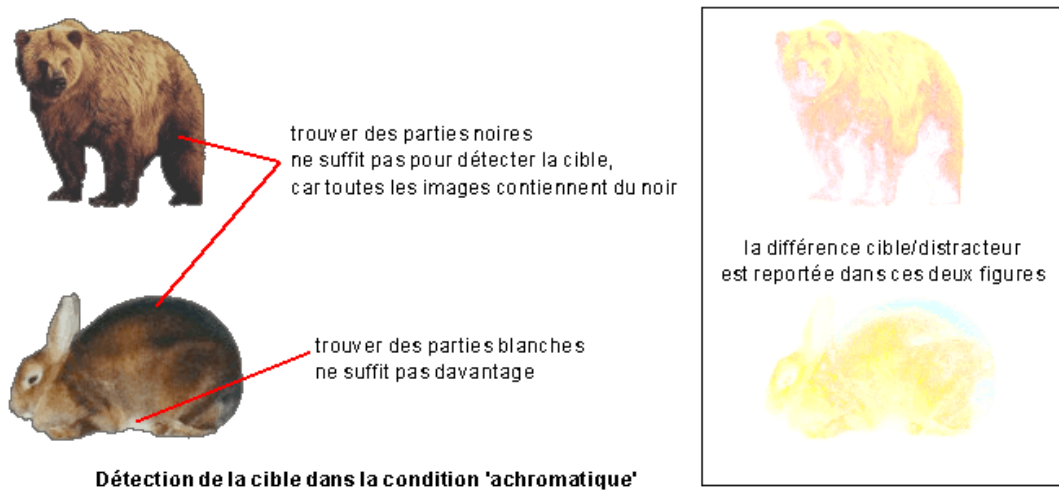 trouver des parties noires
ne suffit pas pour détecter la cible,
car toutes les images contiennent du noir
la différence cible/distracteur
est reportée dans ces deux figures
trouver des parties blanches
ne suffit pas davantage
Détection de la cible dans la condition 'achromatique'